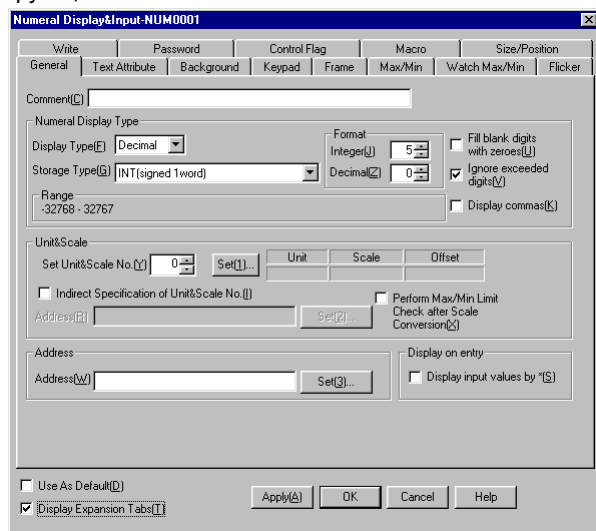 Numeral Display&Input-NUM0001
Write Password Control Flag Macro Size/Position
General Text Attribute Background Keypad Frame Max/Min Watch Max/Min Flicker
Comment(C)
Numeral Display Type
Display Type(F) Decimal
Storage Type(G) INT(signed 1word)
Format
Integer(J) 5
Decimal(Z) 0
Fill blank digits
with zeroes(U)
Ignore exceeded
digits(V)
Display commas(K)
Range
-32768 - 32767
Unit&Scale
Set Unit&Scale No.(Y) 0 Set(1)... Unit Scale Offset
Indirect Specification of Unit&Scale No.(I)
Address(R) Set(2)...
Perform Max/Min Limit
Check after Scale
Conversion(X)
Address
Address(W) Set(3)...
Display on entry
Display input values by *(S)
Use As Default(D)
Display Expansion Tabs(T)
Apply(A) OK Cancel Help